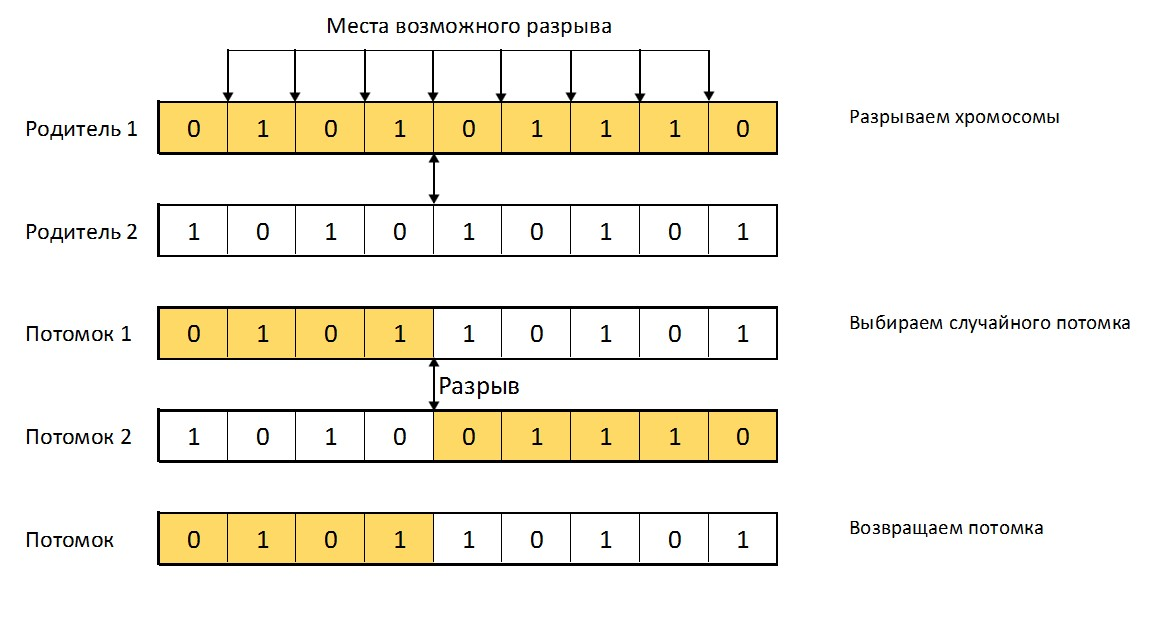 Места возможного разрыва
Родитель 1 0 1 0 1 0 1 1 1 0 Разрываем хромосомы
Родитель 2 1 0 1 0 1 0 1 0 1
Потомок 1 0 1 0 1 1 0 1 0 1 Выбираем случайного потомка
Разрыв
Потомок 2 1 0 1 0 0 1 1 1 0
Потомок 0 1 0 1 1 0 1 0 1 Возвращаем потомка